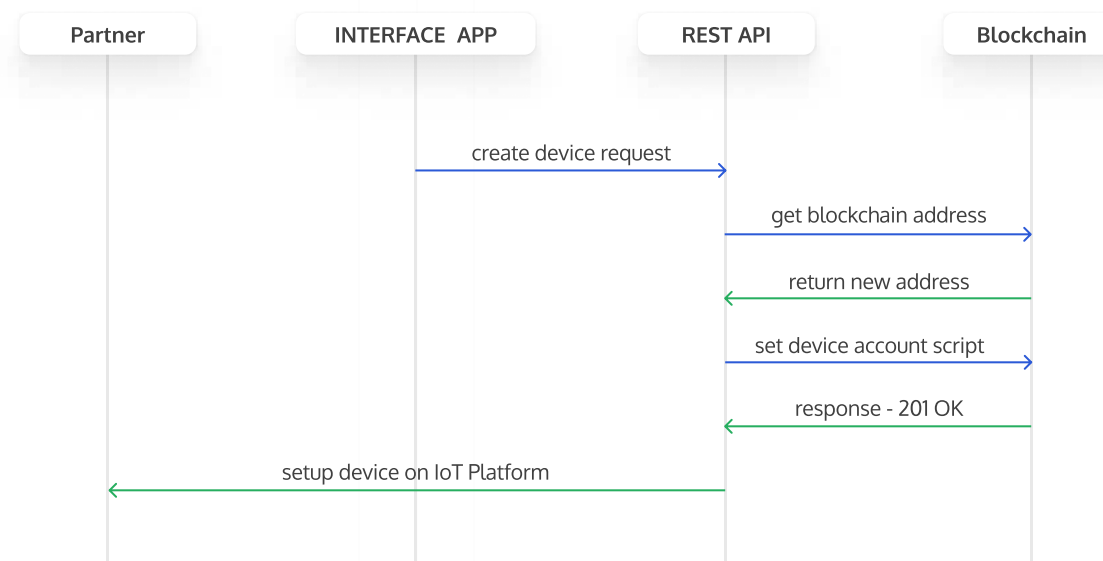 Partner
INTERFACE APP
REST API
Blockchain
create device request
get blockchain address
return new address
set device account script
response - 201 OK
setup device on IoT Platform